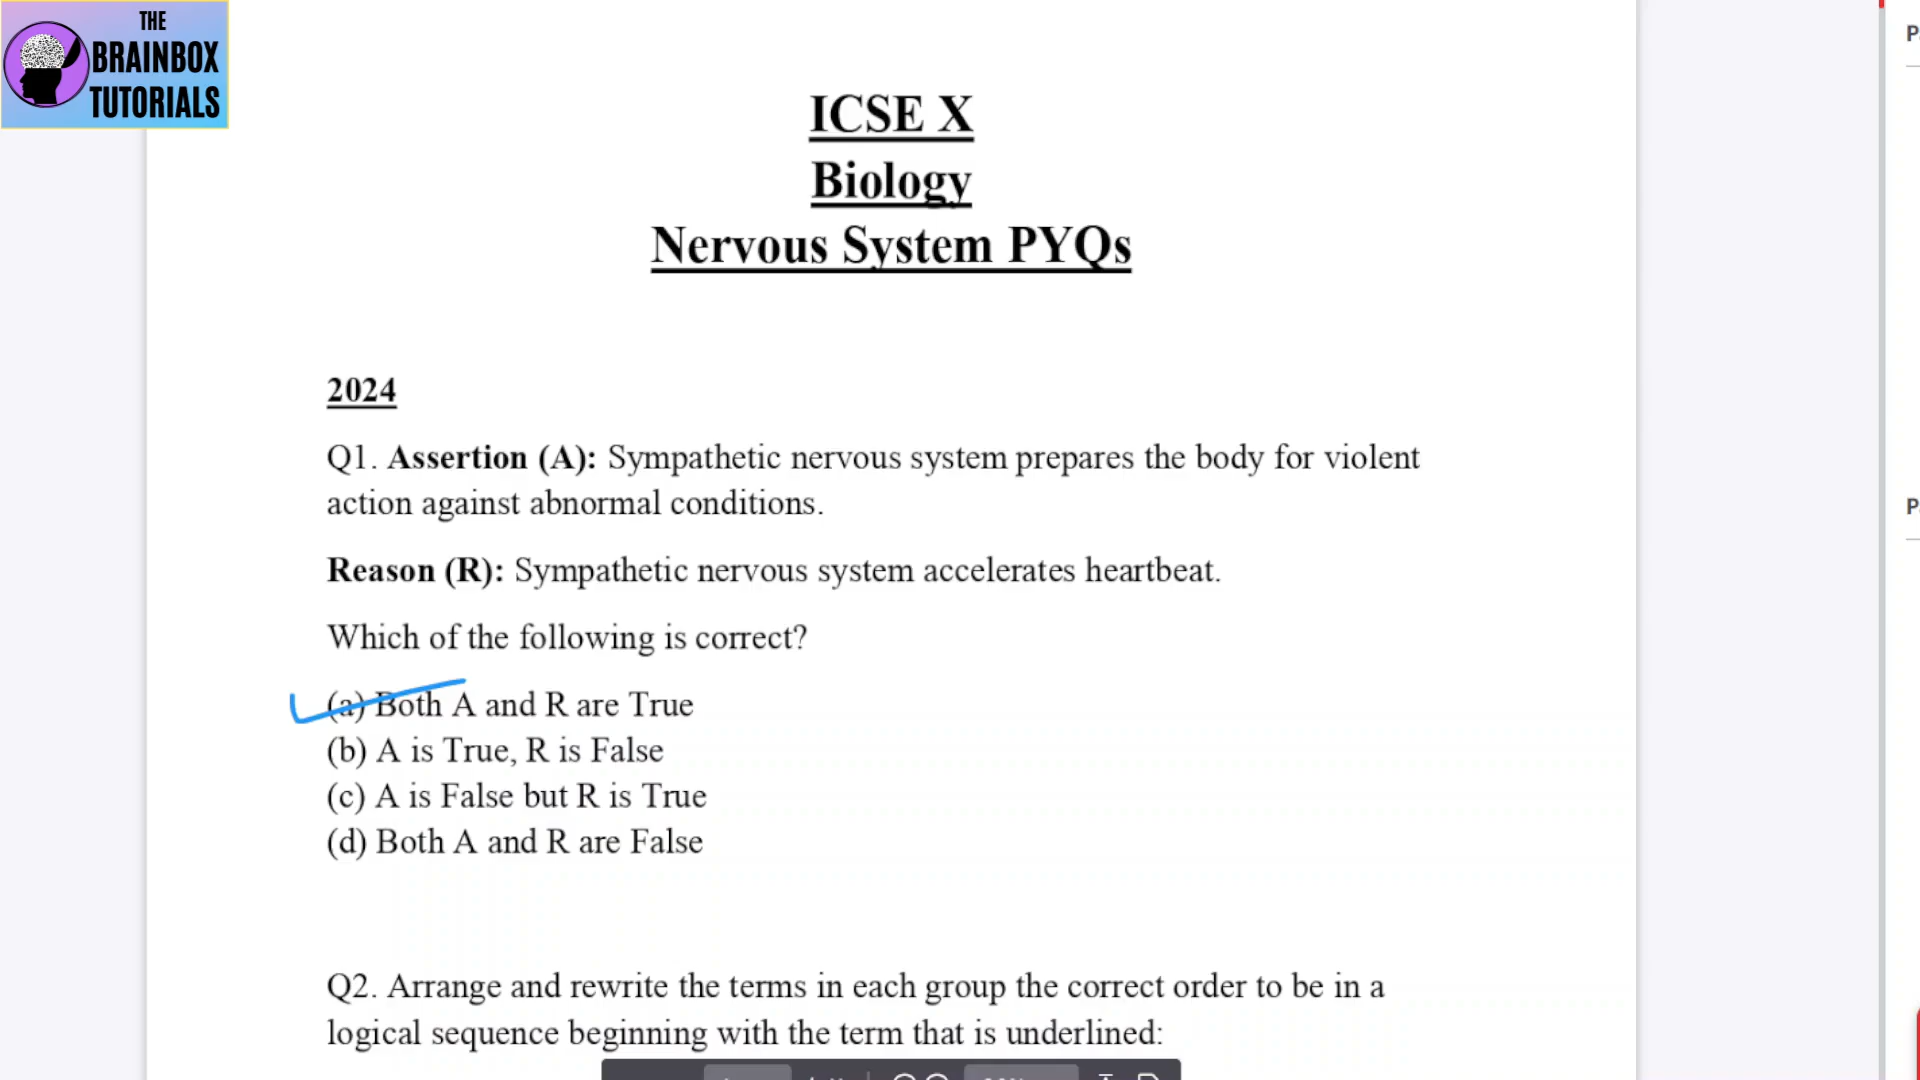 THE
BRAINBOX
TUTORIALS
ICSE X
Biology
Nervous System PYQs
2024
Q1. Assertion (A): Sympathetic nervous system prepares the body for violent
action against abnormal conditions.
Reason (R): Sympathetic nervous system accelerates heartbeat.
Which of the following is correct?
(a) Both A and R are True
(b) A is True, R is False
(c) A is False but R is True
(d) Both A and R are False
Q2. Arrange and rewrite the terms in each group the correct order to be in a
logical sequence beginning with the term that is underlined: